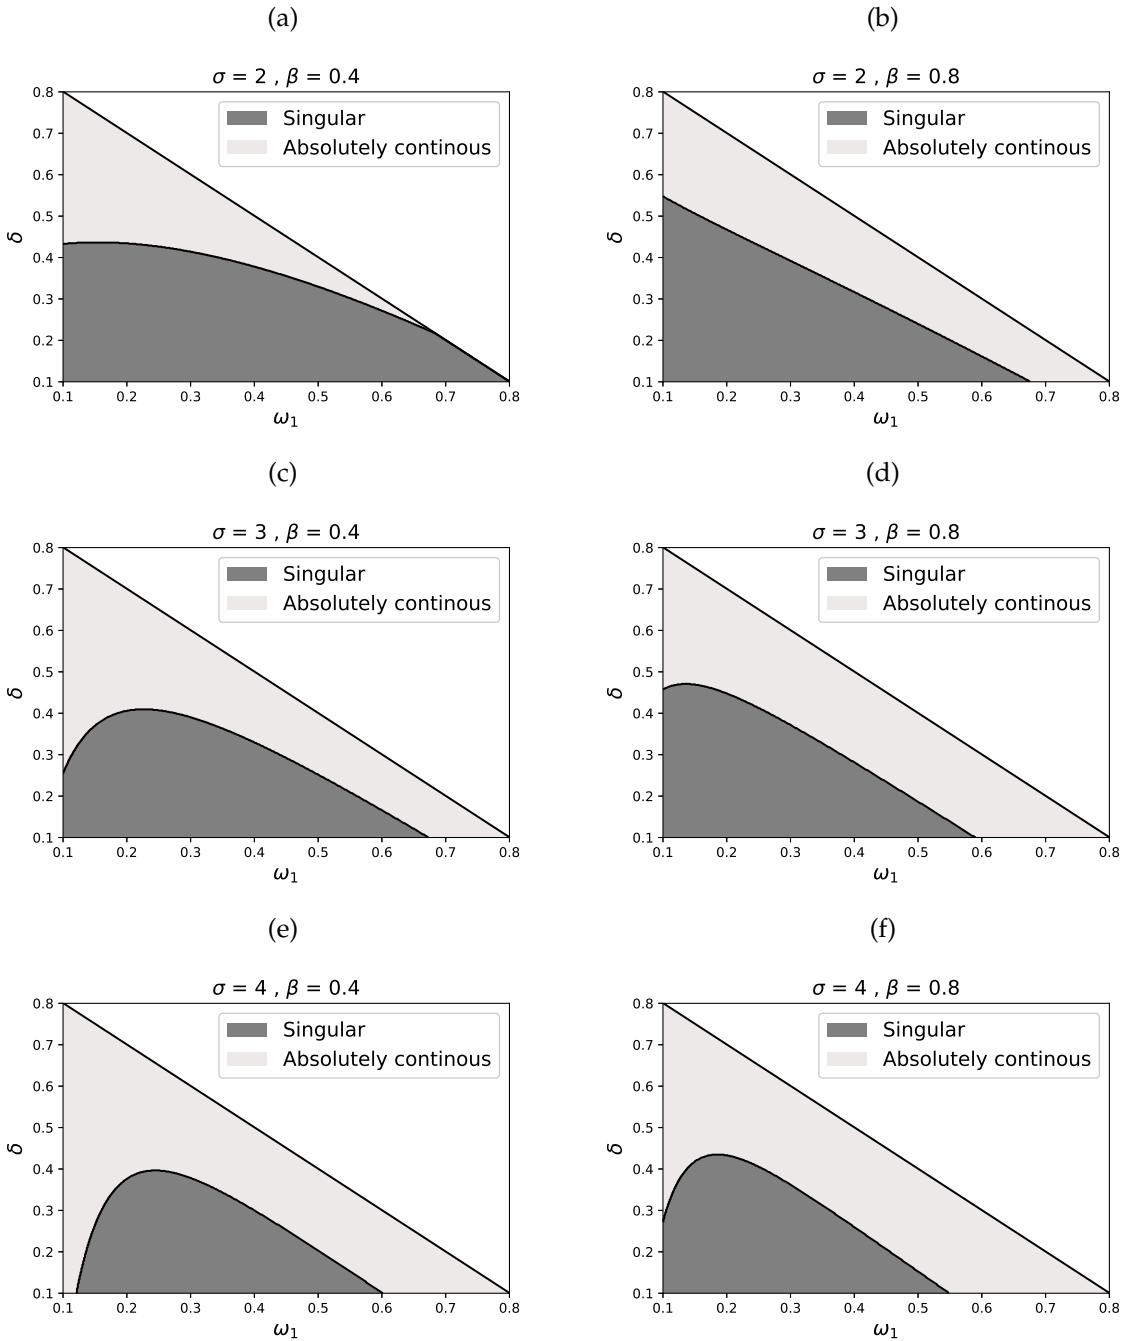 (a)
(b)
σ = 2 , β = 0.4
Singular
Absolutely continous
δ
0.8
0.7
0.6
0.5
0.4
0.3
0.2
0.1
0.1 0.2 0.3 0.4 0.5 0.6 0.7 0.8
ω1
σ = 2 , β = 0.8
Singular
Absolutely continous
δ
0.8
0.7
0.6
0.5
0.4
0.3
0.2
0.1
0.1 0.2 0.3 0.4 0.5 0.6 0.7 0.8
ω1
(c)
(d)
σ = 3 , β = 0.4
Singular
Absolutely continous
δ
0.8
0.7
0.6
0.5
0.4
0.3
0.2
0.1
0.1 0.2 0.3 0.4 0.5 0.6 0.7 0.8
ω1
σ = 3 , β = 0.8
Singular
Absolutely continous
δ
0.8
0.7
0.6
0.5
0.4
0.3
0.2
0.1
0.1 0.2 0.3 0.4 0.5 0.6 0.7 0.8
ω1
(e)
(f)
σ = 4 , β = 0.4
Singular
Absolutely continous
δ
0.8
0.7
0.6
0.5
0.4
0.3
0.2
0.1
0.1 0.2 0.3 0.4 0.5 0.6 0.7 0.8
ω1
σ = 4 , β = 0.8
Singular
Absolutely continous
δ
0.8
0.7
0.6
0.5
0.4
0.3
0.2
0.1
0.1 0.2 0.3 0.4 0.5 0.6 0.7 0.8
ω1